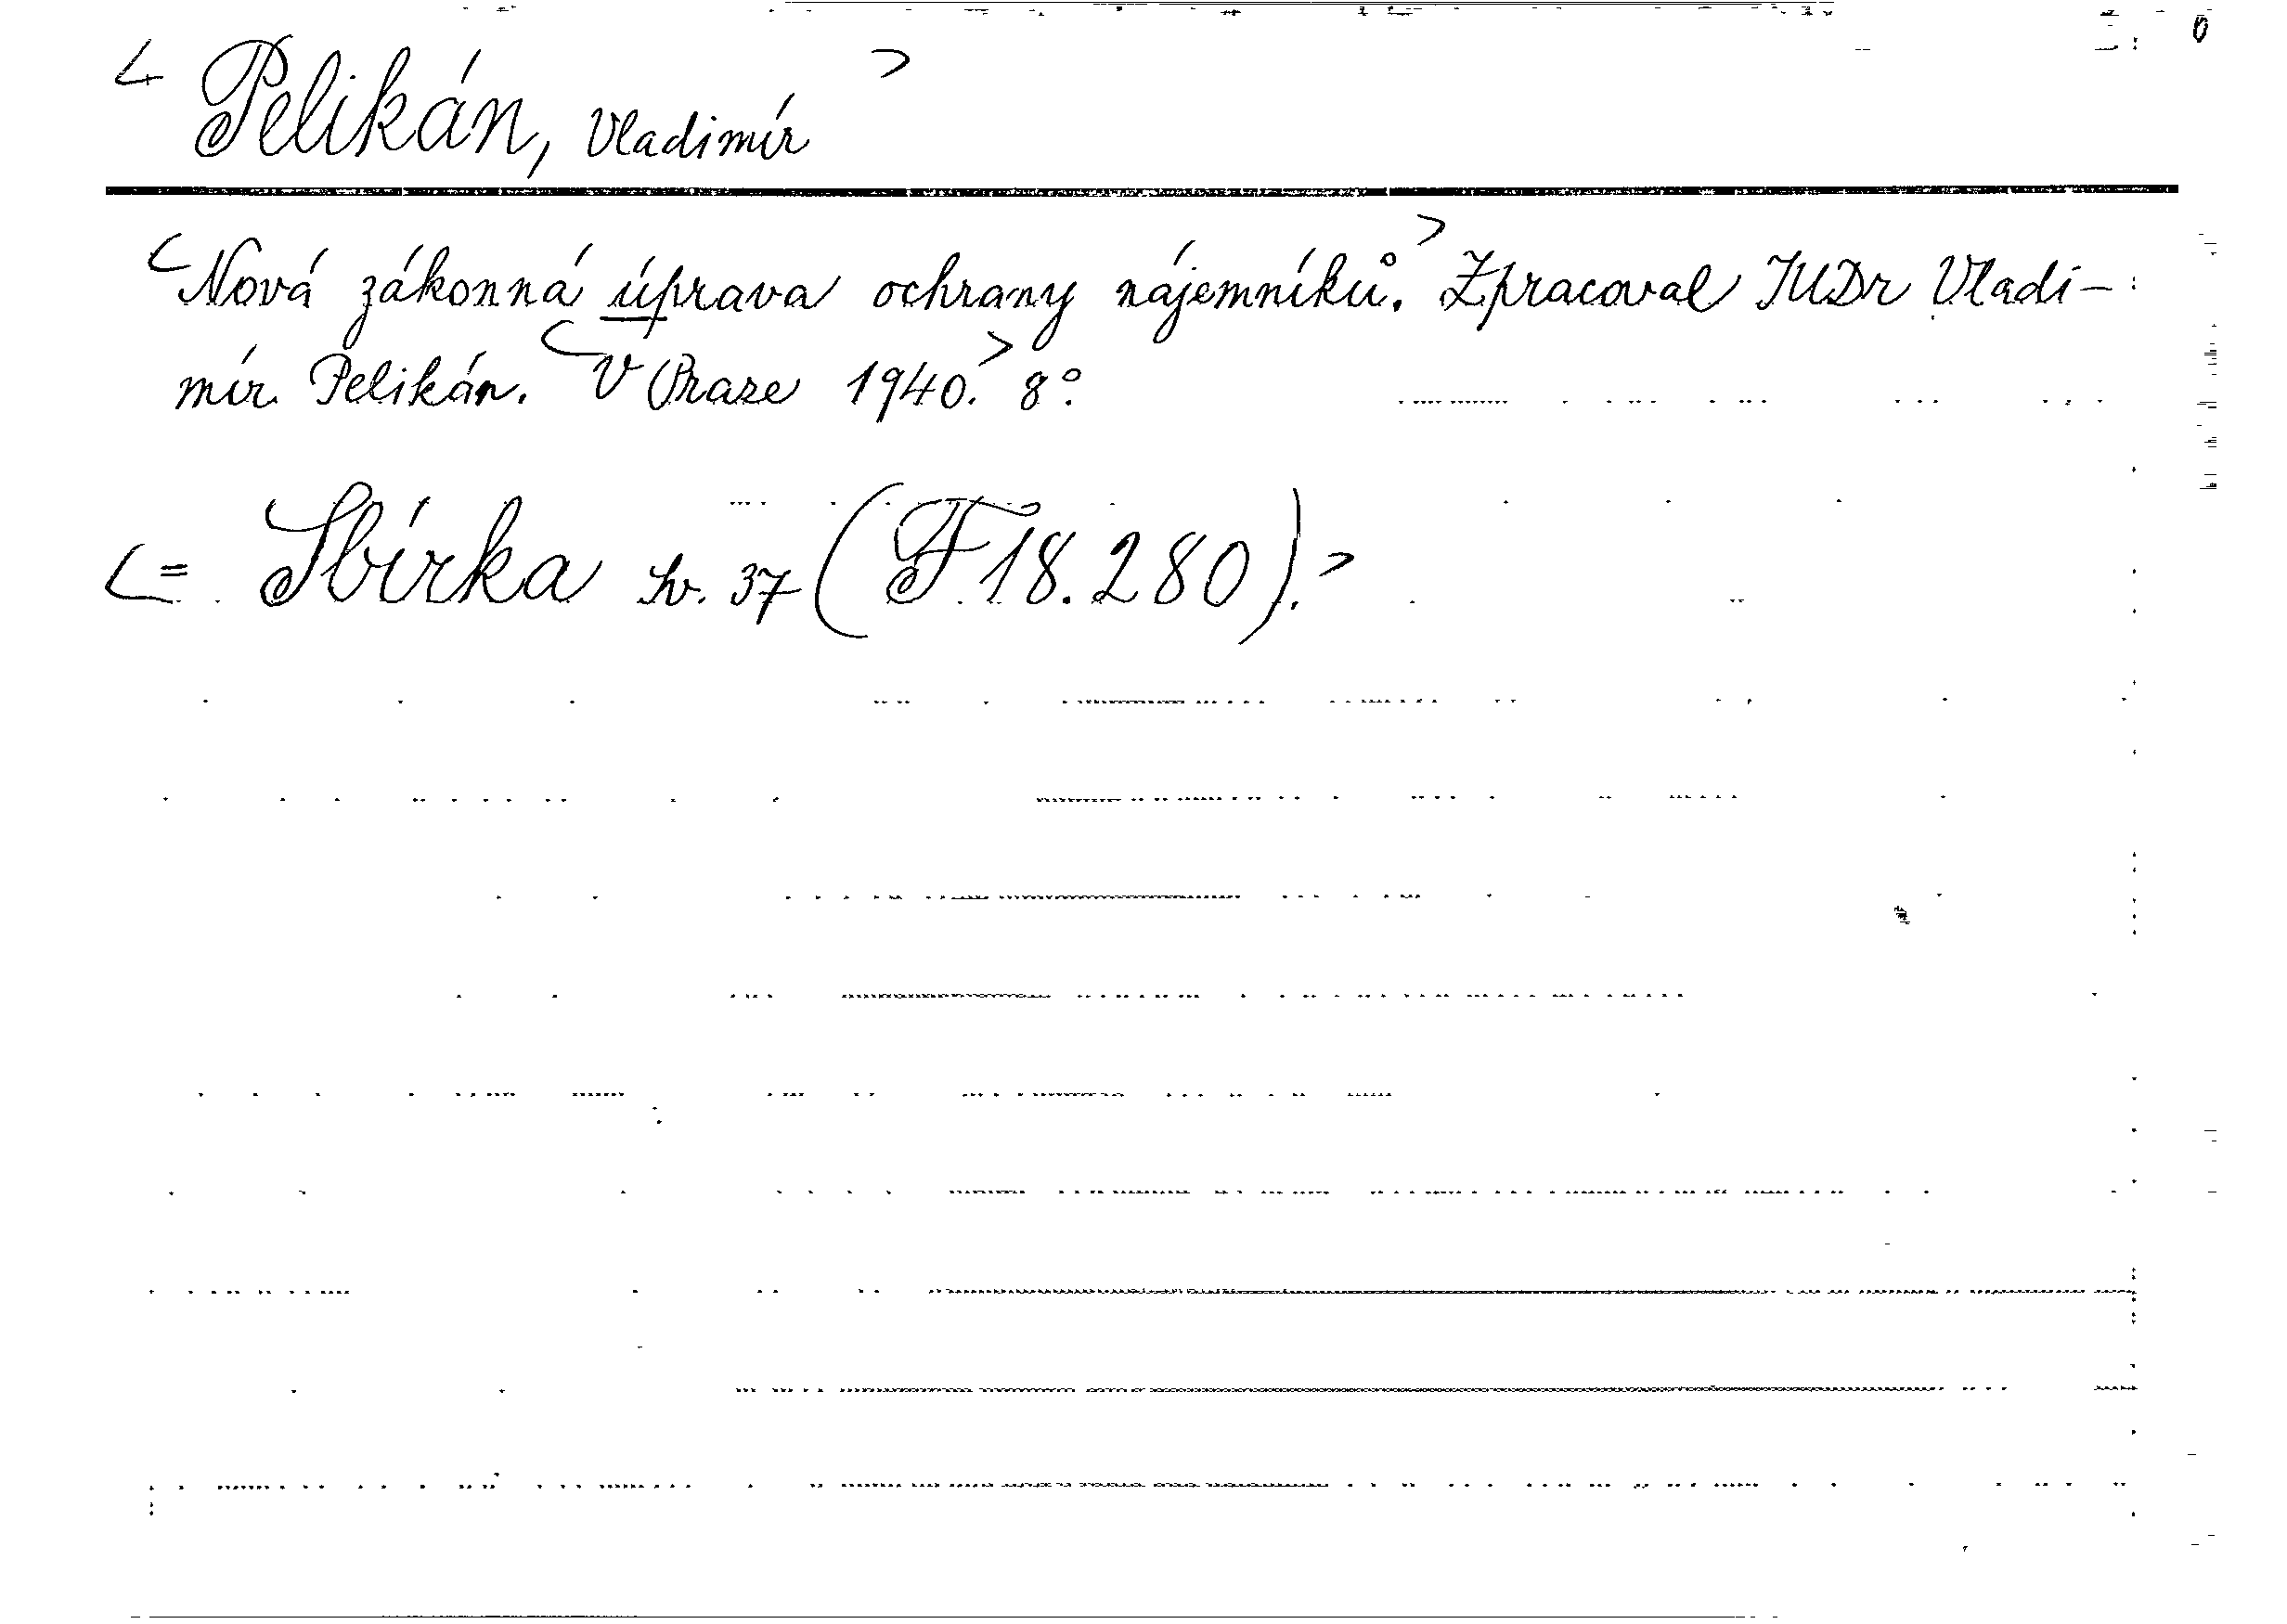 < Pelikán, Vladimír >
<Nová zákonná úprava ochrany nájemníků.> Zpracoval JUDr Vladi-
mír Pelikán. <V Praze 1940.> 8°.
<= Sbírka sv. 37 (F 18.280).>